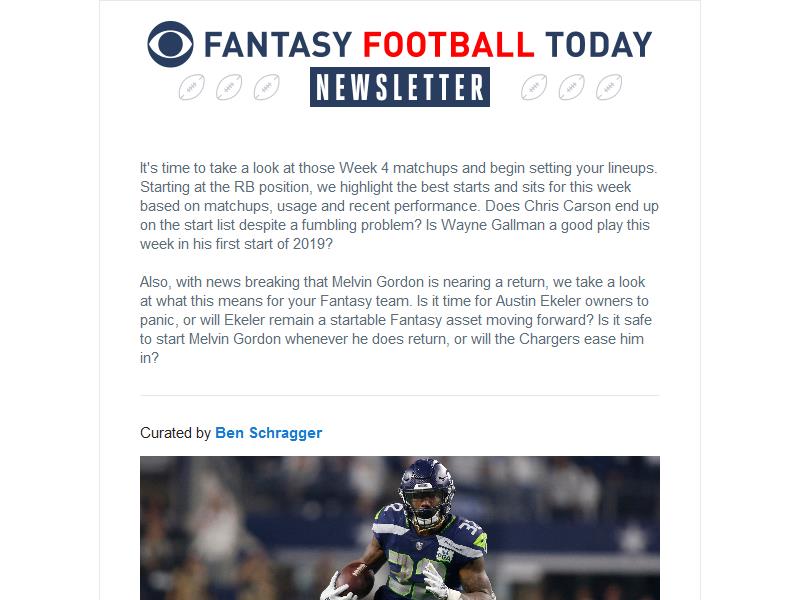 FANTASY FOOTBALL TODAY
NEWSLETTER
It's time to take a look at those Week 4 matchups and begin setting your lineups.
Starting at the RB position, we highlight the best starts and sits for this week
based on matchups, usage and recent performance. Does Chris Carson end up
on the start list despite a fumbling problem? Is Wayne Gallman a good play this
week in his first start of 2019?
Also, with news breaking that Melvin Gordon is nearing a return, we take a look
at what this means for your Fantasy team. Is it time for Austin Ekeler owners to
panic, or will Ekeler remain a startable Fantasy asset moving forward? Is it safe
to start Melvin Gordon whenever he does return, or will the Chargers ease him
in?
Curated by Ben Schragger
32